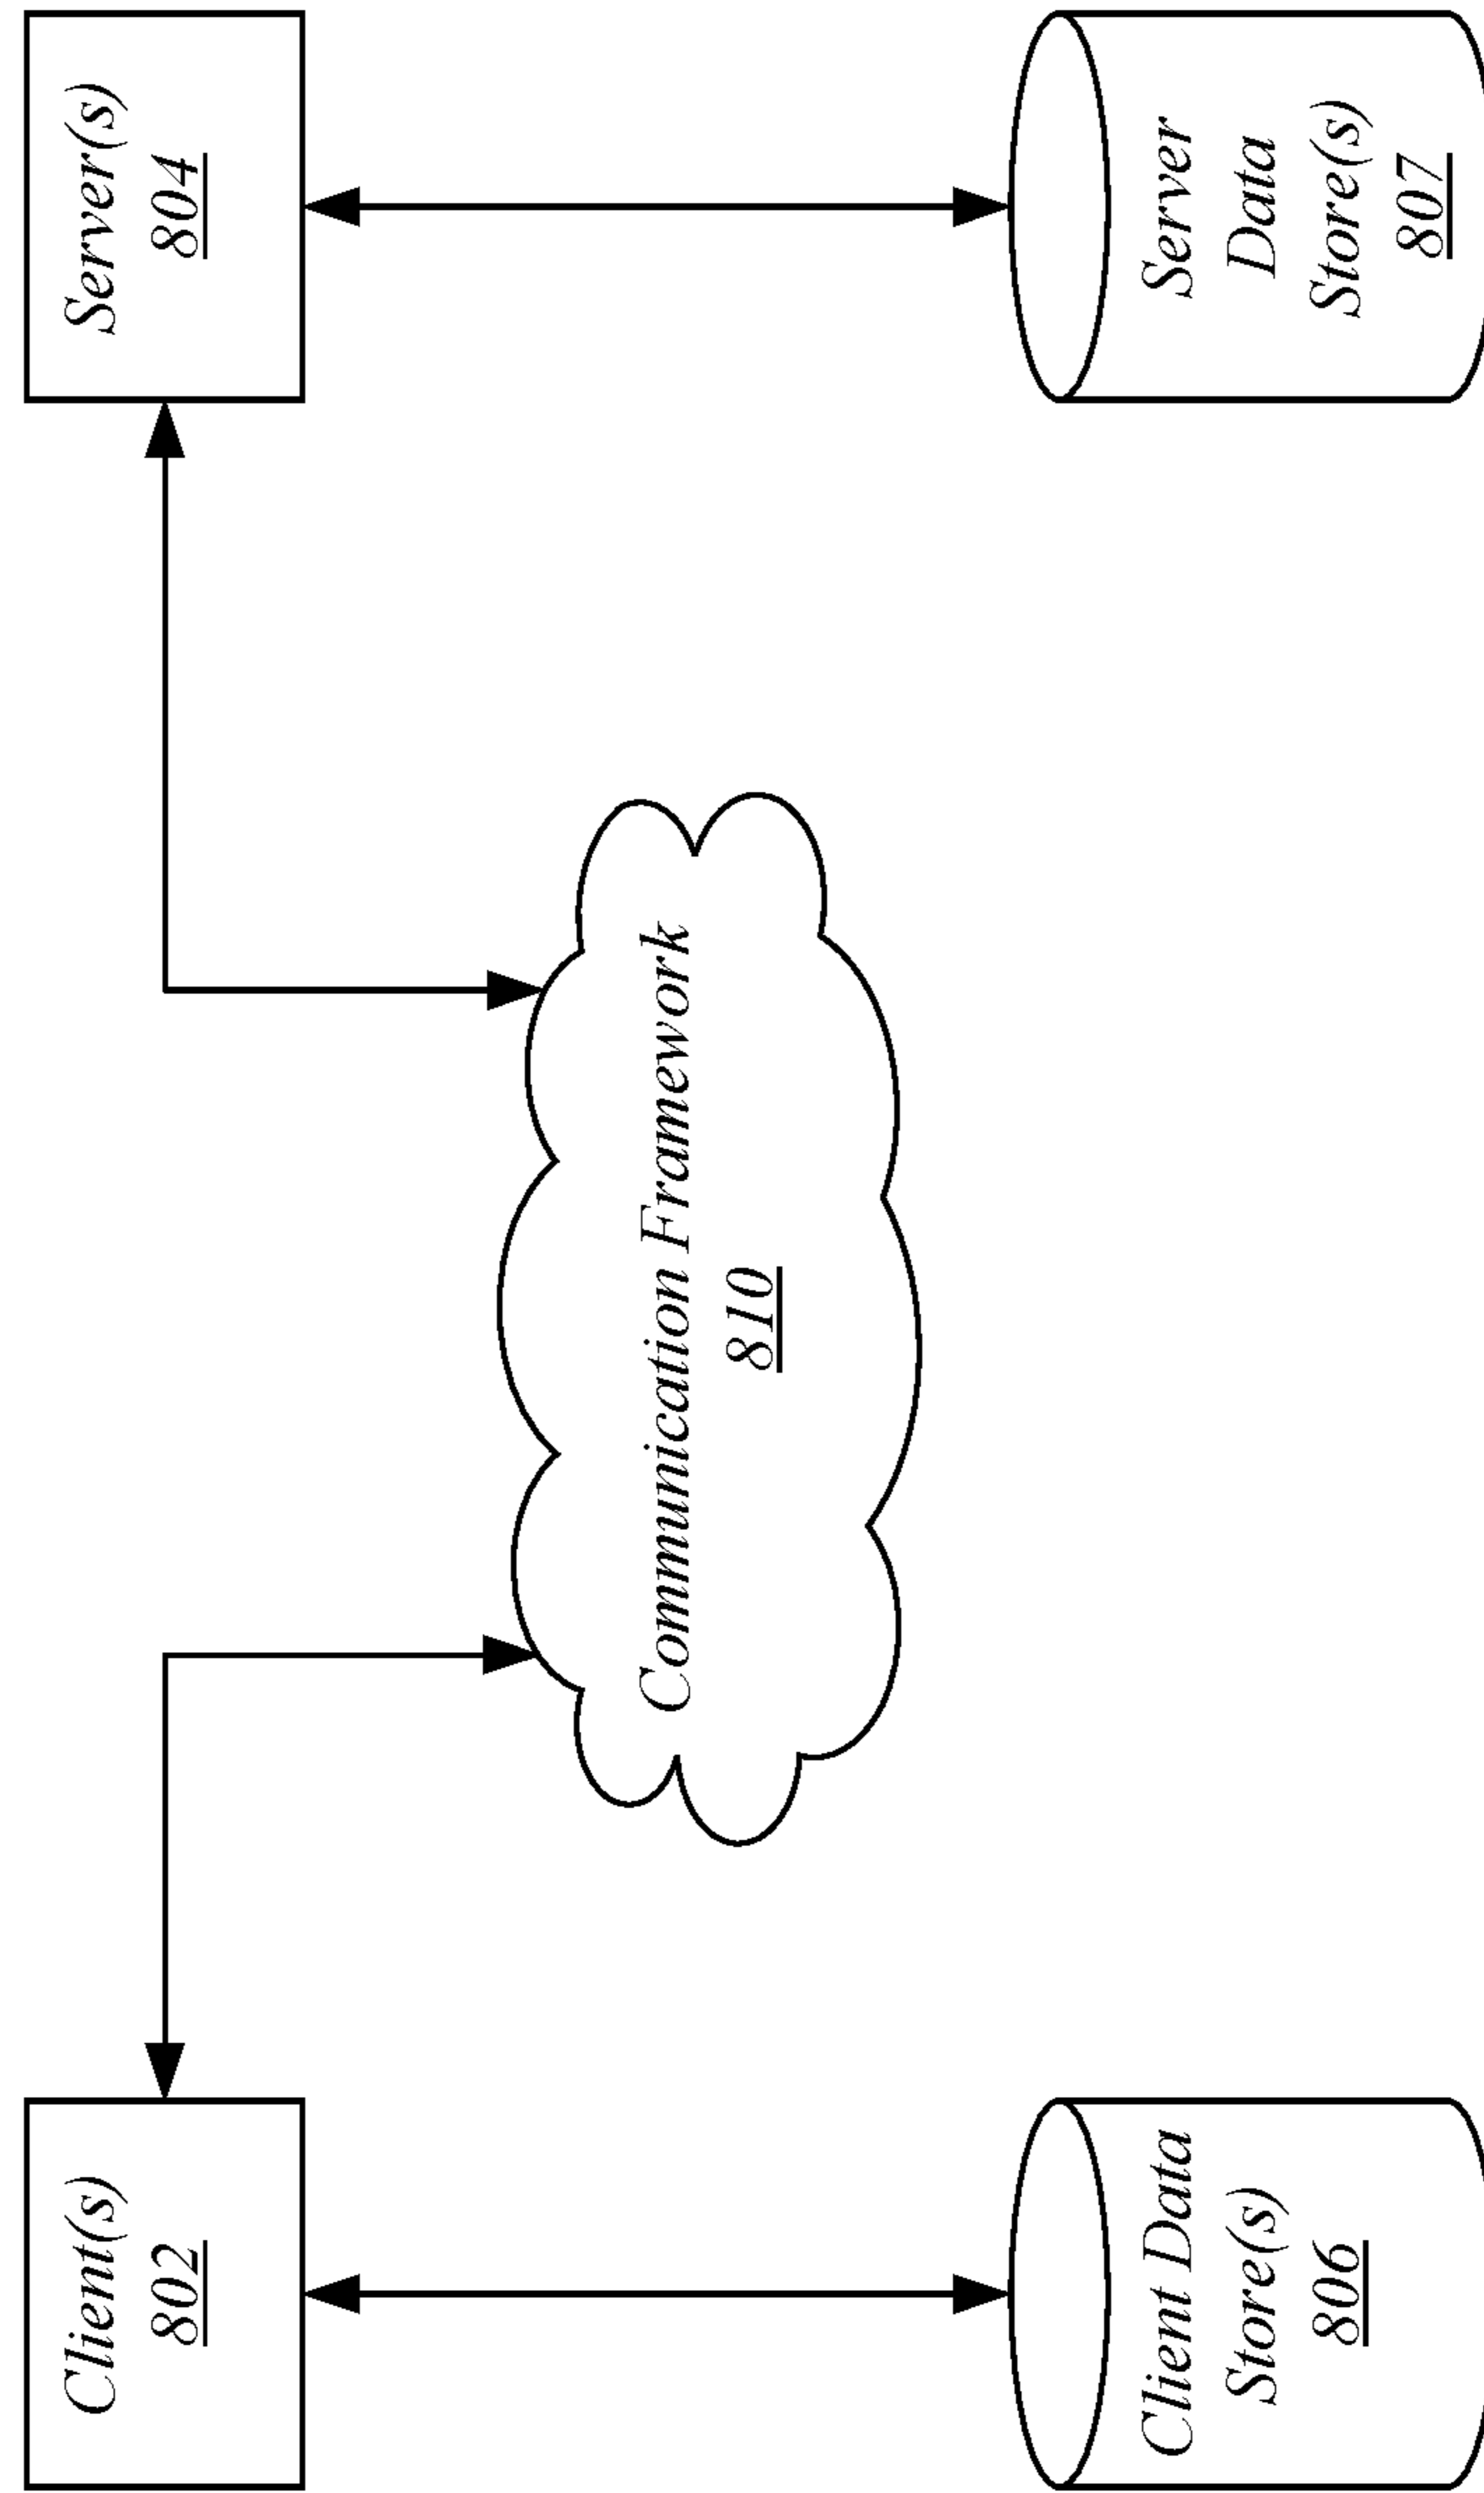 Client(s)
802
Server(s)
804
Communication Framework
810
Client Data
Store(s)
806
Server
Data
Store(s)
807